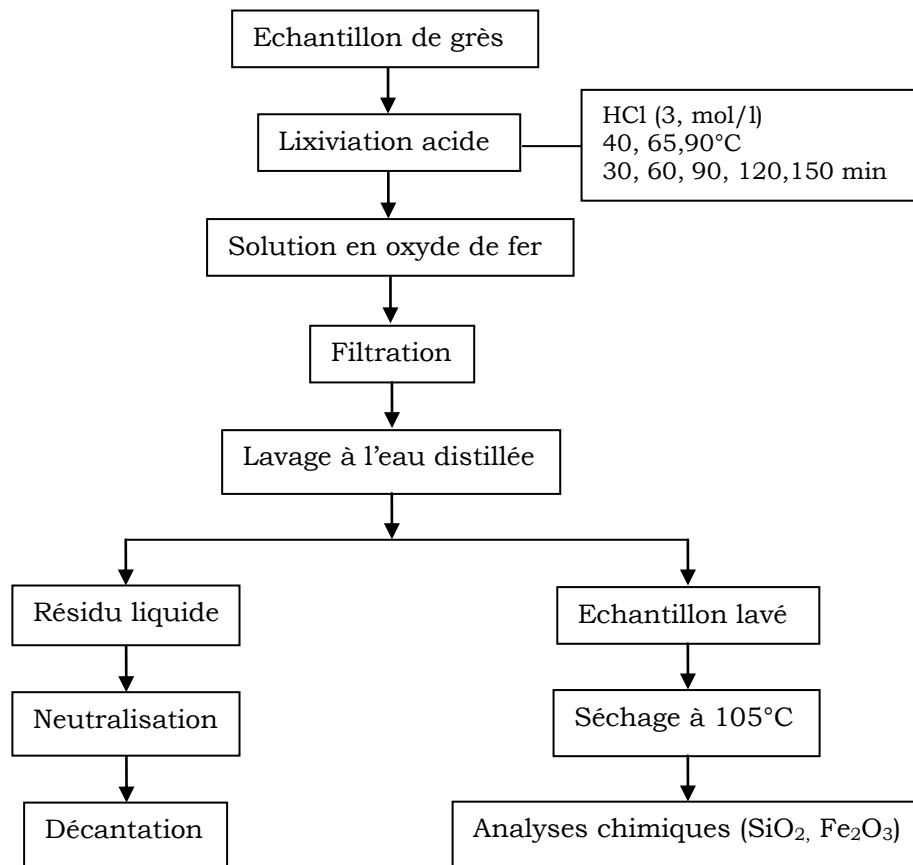 Echantillon de grès
Lixiviation acide
HCl (3, mol/l)
40, 65,90°C
30, 60, 90, 120,150 min
Solution en oxyde de fer
Filtration
Lavage à l’eau distillée
Résidu liquide
Echantillon lavé
Neutralisation
Séchage à 105°C
Décantation
Analyses chimiques (SiO₂, Fe₂O₃)